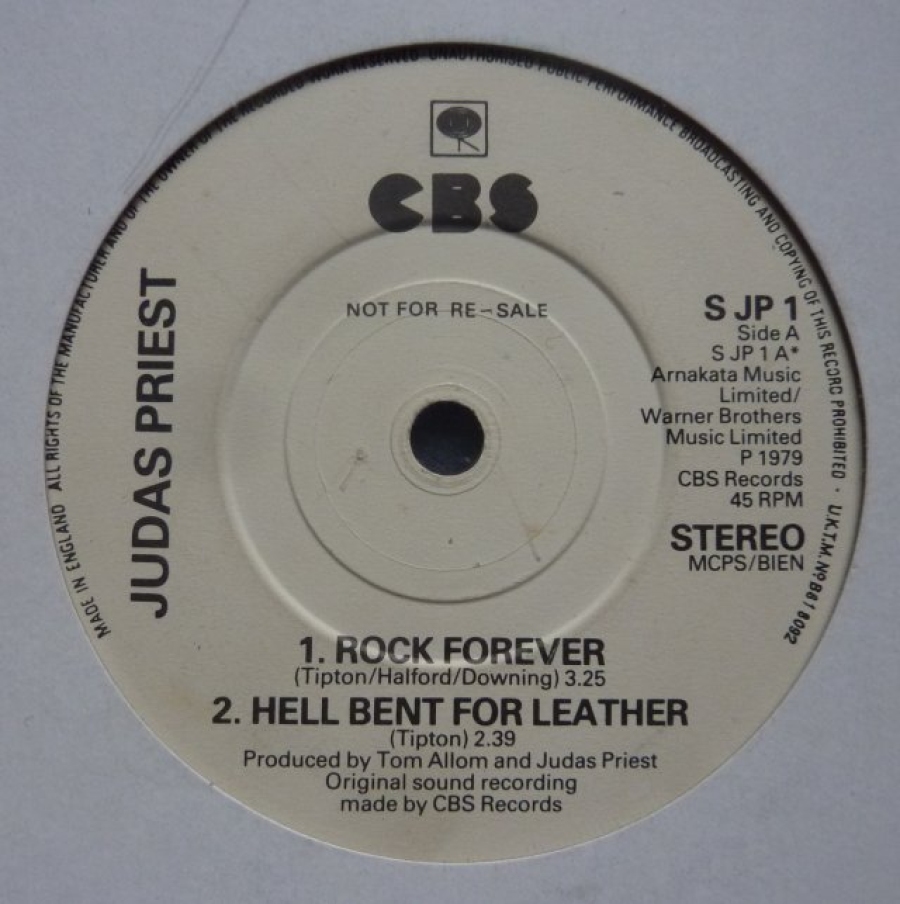 MADE IN ENGLAND ALL RIGHTS OF THE MANUFACTURER AND OF THE OWNER OF THE RECORDED WORK RESERVED UNAUTHORISED PUBLIC PERFORMANCE BROADCASTING AND COPYING OF THIS RECORD PROHIBITED · U.K.T.M. Nº B618092
CBS
NOT FOR RE-SALE
JUDAS PRIEST
S JP 1
Side A
S JP 1 A*
Arnakata Music
Limited/
Warner Brothers
Music Limited
P 1979
CBS Records
45 RPM
STEREO
MCPS/BIEN
1. ROCK FOREVER
(Tipton/Halford/Downing) 3.25
2. HELL BENT FOR LEATHER
(Tipton) 2.39
Produced by Tom Allom and Judas Priest
Original sound recording
made by CBS Records